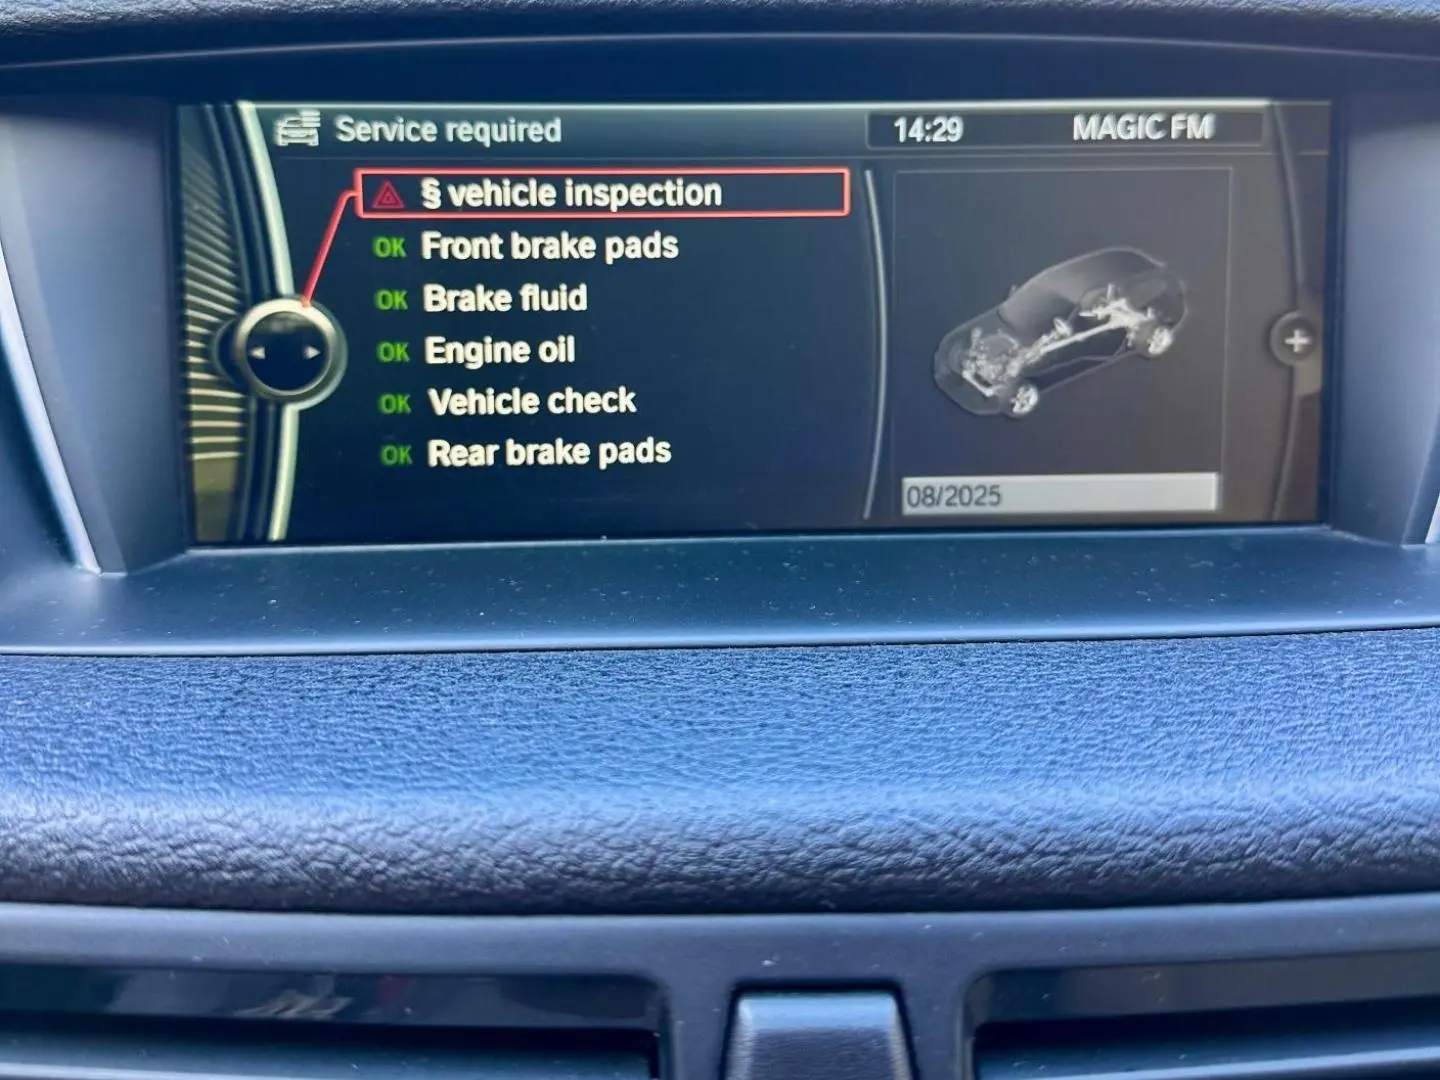 Service required
14:29
MAGIC FM
§ vehicle inspection
OK Front brake pads
OK Brake fluid
OK Engine oil
OK Vehicle check
OK Rear brake pads
08/2025